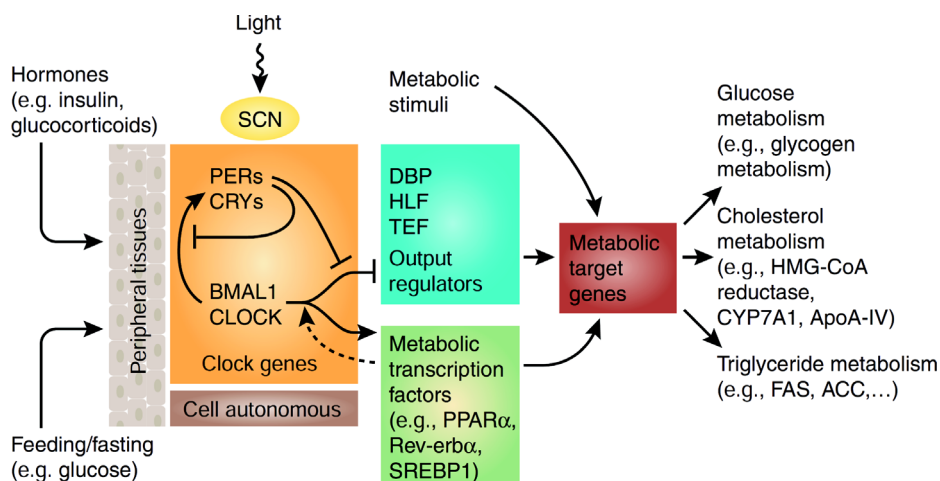 Light
Hormones
(e.g. insulin,
glucocorticoids)
SCN
Metabolic
stimuli
Glucose
metabolism
(e.g., glycogen
metabolism)
Peripheral tissues
PERs
CRYs
BMAL1
CLOCK
Clock genes
Cell autonomous
DBP
HLF
TEF
Output
regulators
Metabolic
transcription
factors
(e.g., PPARα,
Rev-erbα,
SREBP1)
Metabolic
target
genes
Cholesterol
metabolism
(e.g., HMG-CoA
reductase,
CYP7A1, ApoA-IV)
Triglyceride metabolism
(e.g., FAS, ACC,...)
Feeding/fasting
(e.g. glucose)